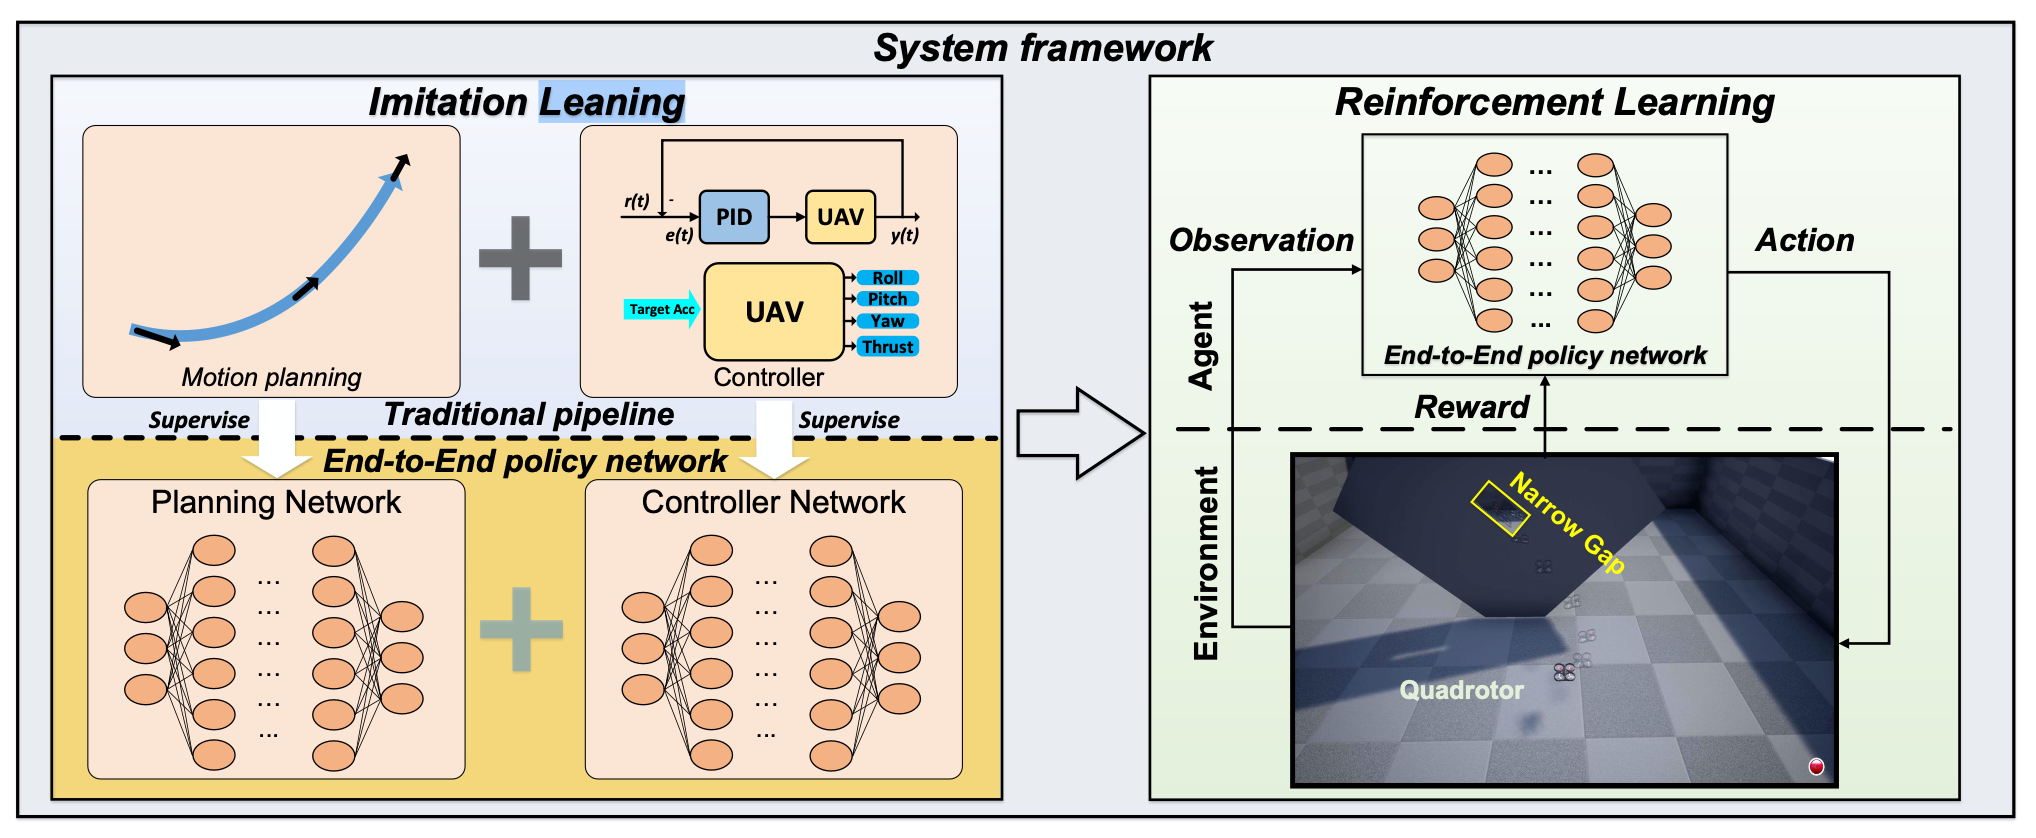 System framework
Imitation Leaning
r(t)
-
PID
UAV
e(t)
y(t)
Target Acc
UAV
Roll
Pitch
Yaw
Thrust
Motion planning
Controller
Supervise
Traditional pipeline
Supervise
End-to-End policy network
Planning Network
...
...
...
...
...
Controller Network
...
...
...
...
...
Reinforcement Learning
...
...
...
...
...
...
End-to-End policy network
Observation
Action
Agent
Reward
Environment
Narrow Gap
Quadrotor